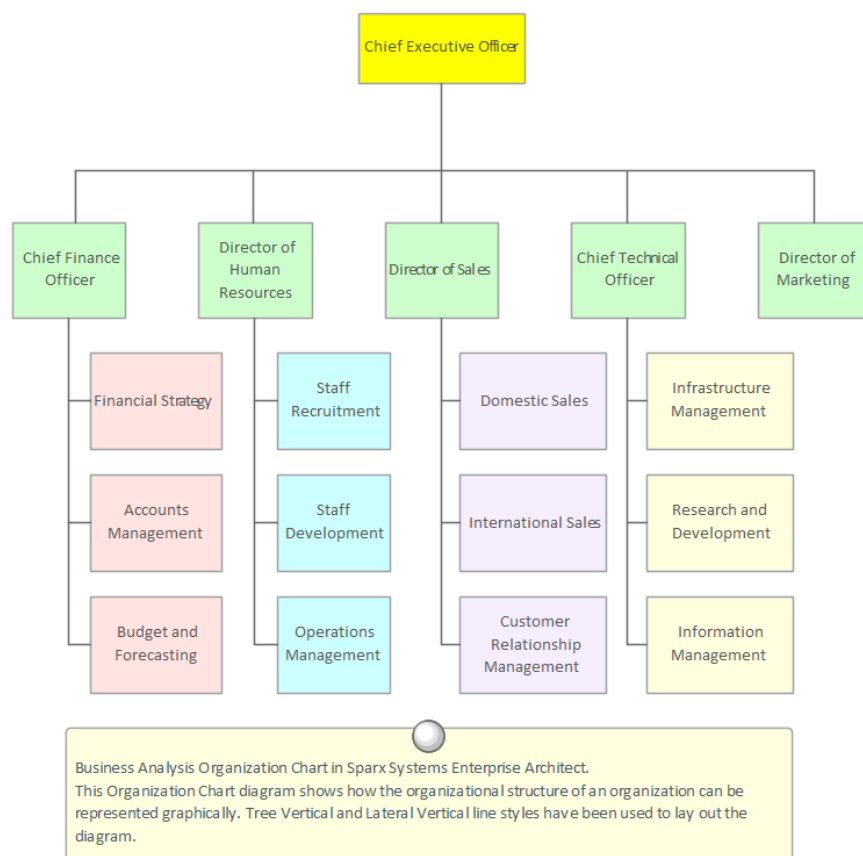 Chief Executive Officer
Chief Finance
Officer
Director of
Human
Resources
Director of Sales
Chief Technical
Officer
Director of
Marketing
Financial Strategy
Staff
Recruitment
Domestic Sales
Infrastructure
Management
Accounts
Management
Staff
Development
International Sales
Research and
Development
Budget and
Forecasting
Operations
Management
Customer
Relationship
Management
Information
Management
Business Analysis Organization Chart in Sparx Systems Enterprise Architect.
This Organization Chart diagram shows how the organizational structure of an organization can be
represented graphically. Tree Vertical and Lateral Vertical line styles have been used to lay out the
diagram.